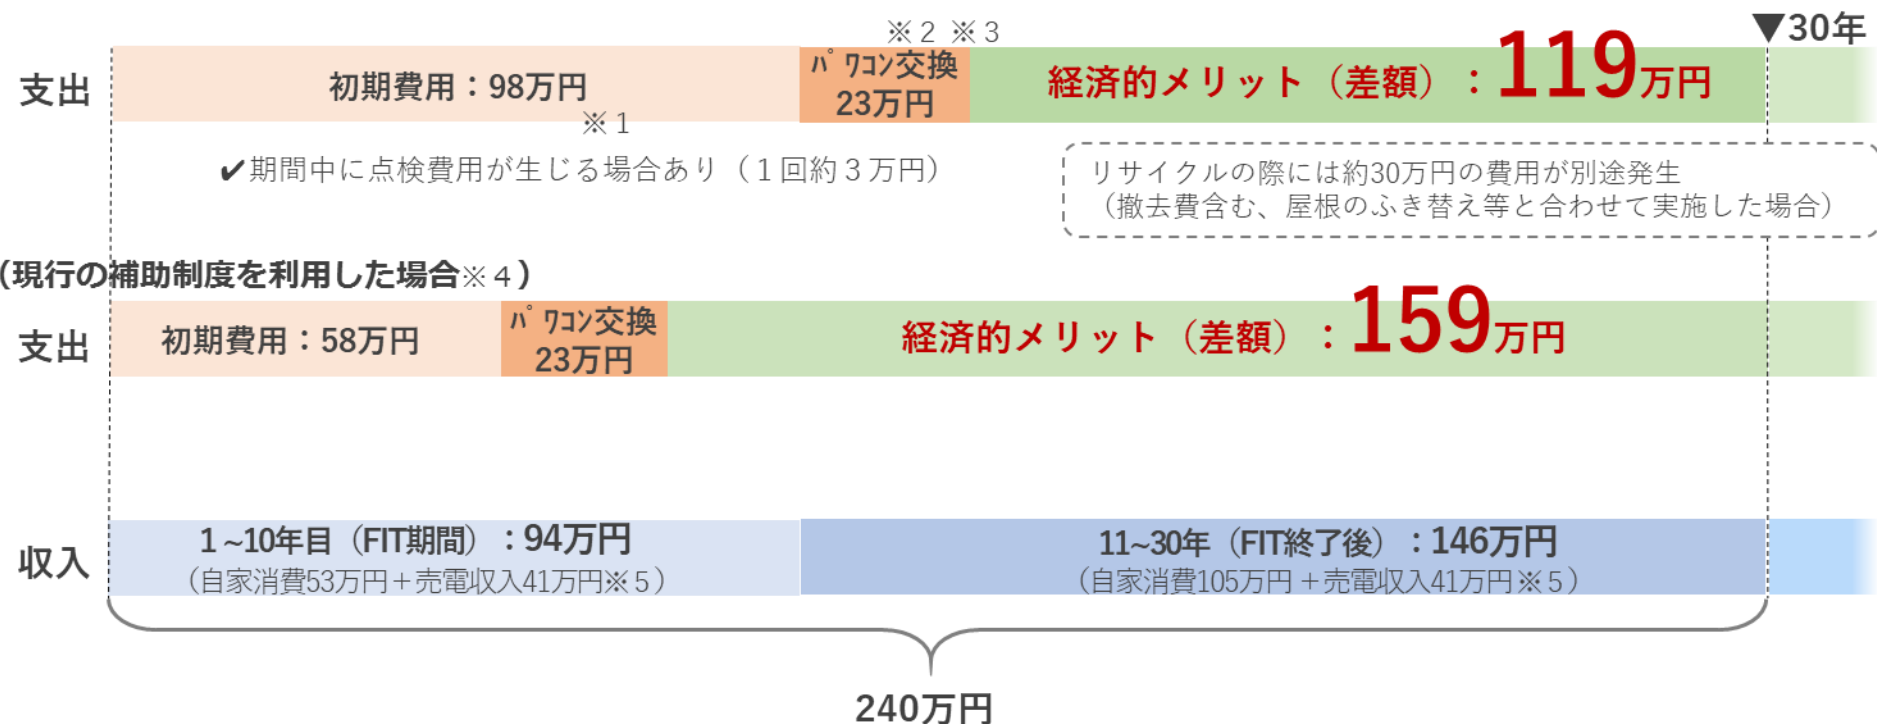 ※２ ※３
▼30年
支出
初期費用：98万円
※１
ﾊﾟﾜｺﾝ交換
23万円
経済的メリット（差額）：119万円
✔期間中に点検費用が生じる場合あり（１回約３万円）
リサイクルの際には約30万円の費用が別途発生
（撤去費含む、屋根のふき替え等と合わせて実施した場合）
（現行の補助制度を利用した場合※４）
支出
初期費用：58万円
ﾊﾟﾜｺﾝ交換
23万円
経済的メリット（差額）：159万円
収入
１~10年目（FIT期間）：94万円
（自家消費53万円＋売電収入41万円※５）
11~30年（FIT終了後）：146万円
（自家消費105万円＋売電収入41万円※５）
240万円